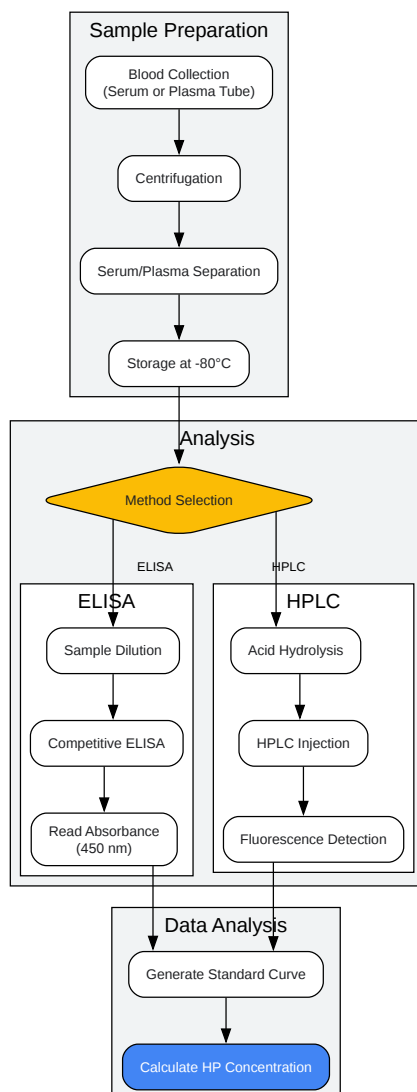 Sample Preparation
Blood Collection
(Serum or Plasma Tube)
Centrifugation
Serum/Plasma Separation
Storage at -80°C
Analysis
Method Selection
ELISA
HPLC
ELISA
HPLC
Sample Dilution
Acid Hydrolysis
Competitive ELISA
HPLC Injection
Read Absorbance
(450 nm)
Fluorescence Detection
Data Analysis
Generate Standard Curve
Calculate HP Concentration